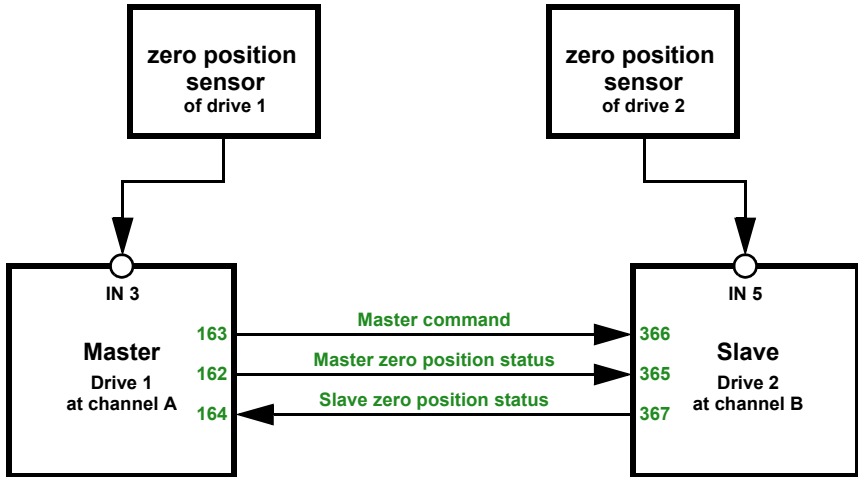 zero position
sensor
of drive 1
zero position
sensor
of drive 2
IN 3
IN 5
Master
Drive 1
at channel A
163
162
164
Master command
Master zero position status
Slave zero position status
366
365
367
Slave
Drive 2
at channel B